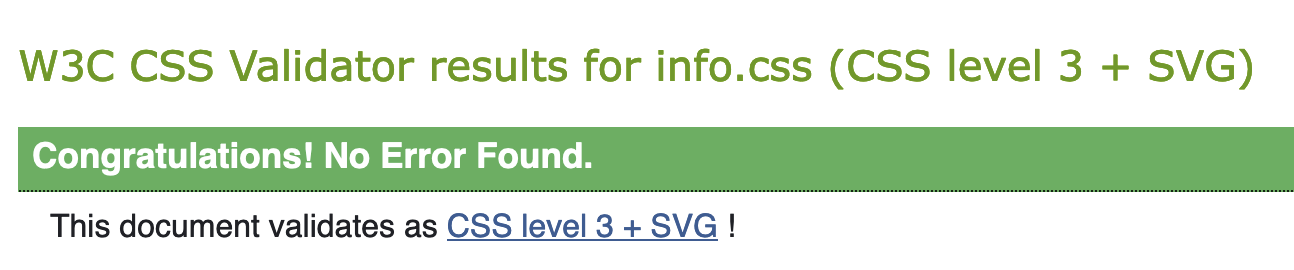 W3C CSS Validator results for info.css (CSS level 3 + SVG)
Congratulations! No Error Found.
This document validates as CSS level 3 + SVG !